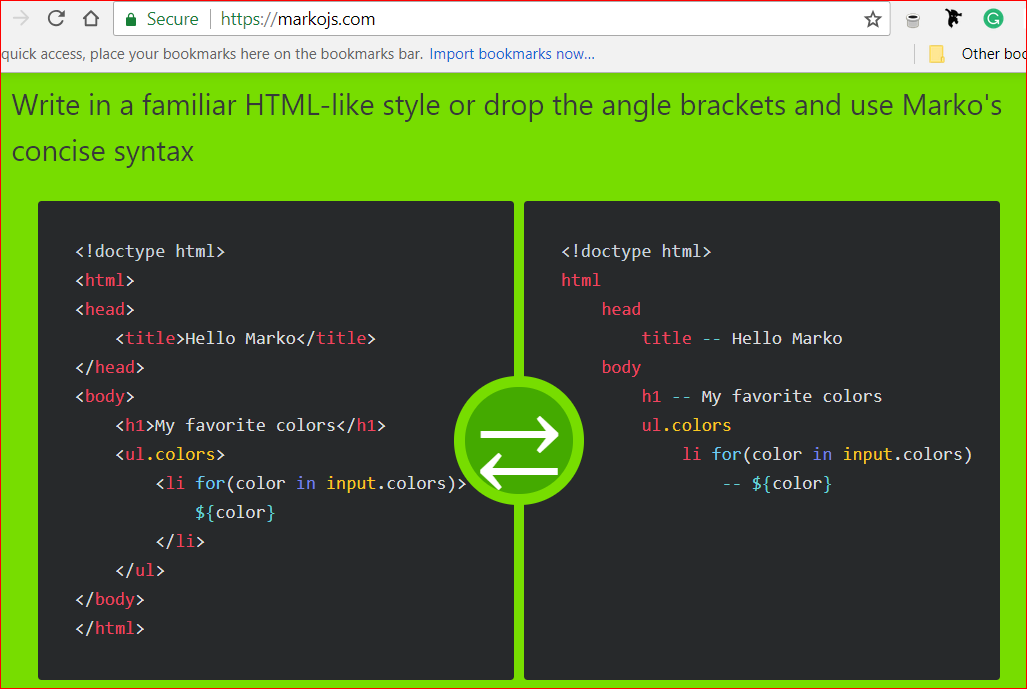 Secure https://markojs.com
quick access, place your bookmarks here on the bookmarks bar. Import bookmarks now... Other boo
Write in a familiar HTML-like style or drop the angle brackets and use Marko's
concise syntax
<!doctype html>
<html>
<head>
    <title>Hello Marko</title>
</head>
<body>
    <h1>My favorite colors</h1>
    <ul.colors>
        <li for(color in input.colors)>
            ${color}
        </li>
    </ul>
</body>
</html>
<!doctype html>
html
    head
        title -- Hello Marko
    body
        h1 -- My favorite colors
        ul.colors
            li for(color in input.colors)
                -- ${color}